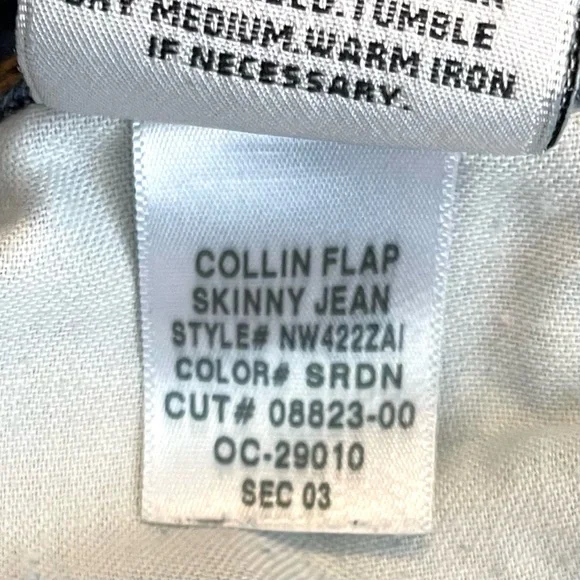 TUMBLE
DRY MEDIUM. WARM IRON
IF NECESSARY.
COLLIN FLAP
SKINNY JEAN
STYLE# NW422ZAI
COLOR# SRDN
CUT# 08823-00
OC-29010
SEC 03